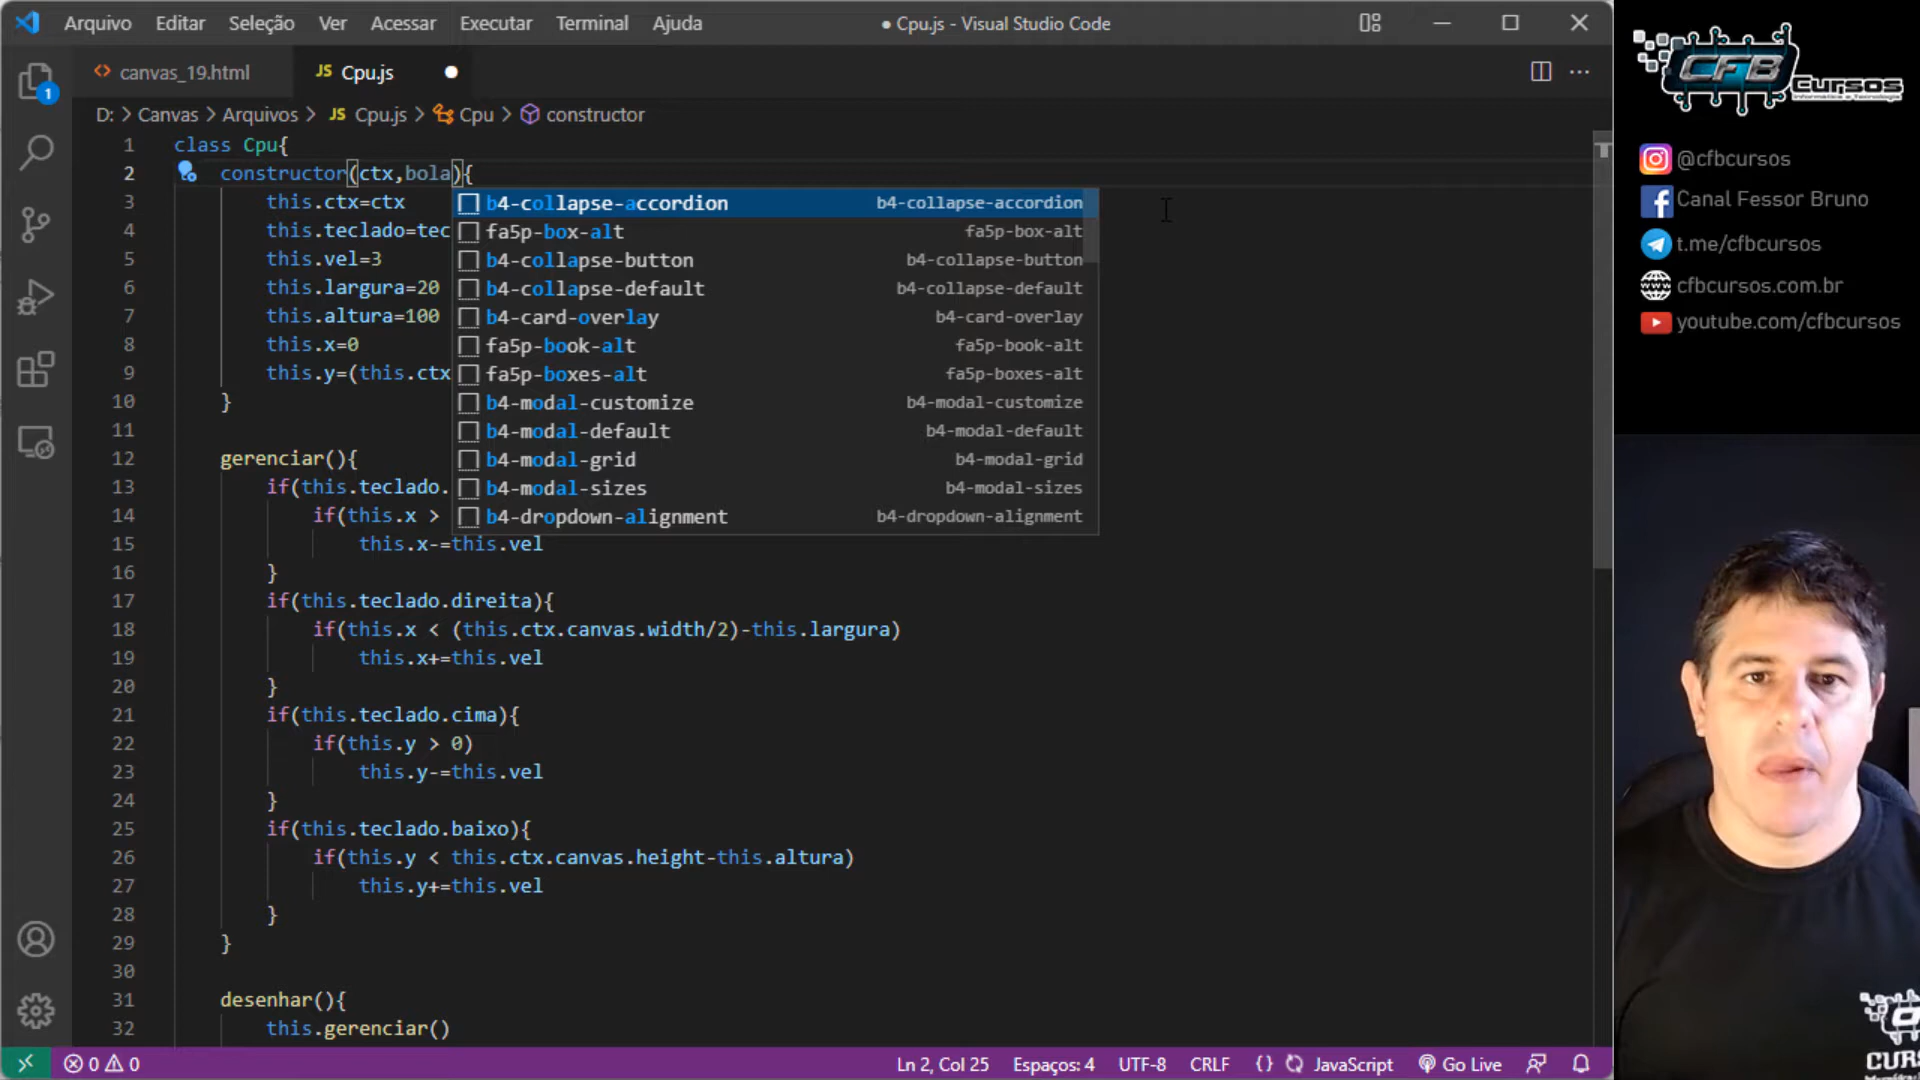 Arquivo Editar Seleção Ver Acessar Executar Terminal Ajuda ● Cpu.js - Visual Studio Code
canvas_19.html JS Cpu.js
1
D: > Canvas > Arquivos > JS Cpu.js > Cpu > constructor
1 class Cpu{
2 constructor(ctx,bola){
3 this.ctx=ctx
4 this.teclado=tec
5 this.vel=3
6 this.largura=20
7 this.altura=100
8 this.x=0
9 this.y=(this.ctx
10 }
11
12 gerenciar(){
13 if(this.teclado.
14 if(this.x >
15 this.x-=this.vel
16 }
17 if(this.teclado.direita){
18 if(this.x < (this.ctx.canvas.width/2)-this.largura)
19 this.x+=this.vel
20 }
21 if(this.teclado.cima){
22 if(this.y > 0)
23 this.y-=this.vel
24 }
25 if(this.teclado.baixo){
26 if(this.y < this.ctx.canvas.height-this.altura)
27 this.y+=this.vel
28 }
29 }
30
31 desenhar(){
32 this.gerenciar()
b4-collapse-accordion b4-collapse-accordion
fa5p-box-alt fa5p-box-alt
b4-collapse-button b4-collapse-button
b4-collapse-default b4-collapse-default
b4-card-overlay b4-card-overlay
fa5p-book-alt fa5p-book-alt
fa5p-boxes-alt fa5p-boxes-alt
b4-modal-customize b4-modal-customize
b4-modal-default b4-modal-default
b4-modal-grid b4-modal-grid
b4-modal-sizes b4-modal-sizes
b4-dropdown-alignment b4-dropdown-alignment
0 0 Ln 2, Col 25 Espaços: 4 UTF-8 CRLF {} JavaScript Go Live
CFB Cursos
@cfbcursos
Canal Fessor Bruno
t.me/cfbcursos
cfbcursos.com.br
youtube.com/cfbcursos